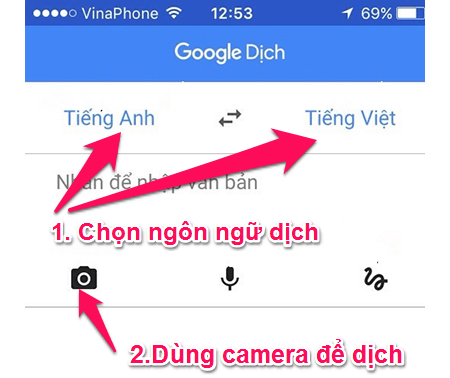 VinaPhone 12:53 69%
Google Dịch
Tiếng Anh Tiếng Việt
Nhấn để nhập văn bản
1. Chọn ngôn ngữ dịch
2.Dùng camera để dịch